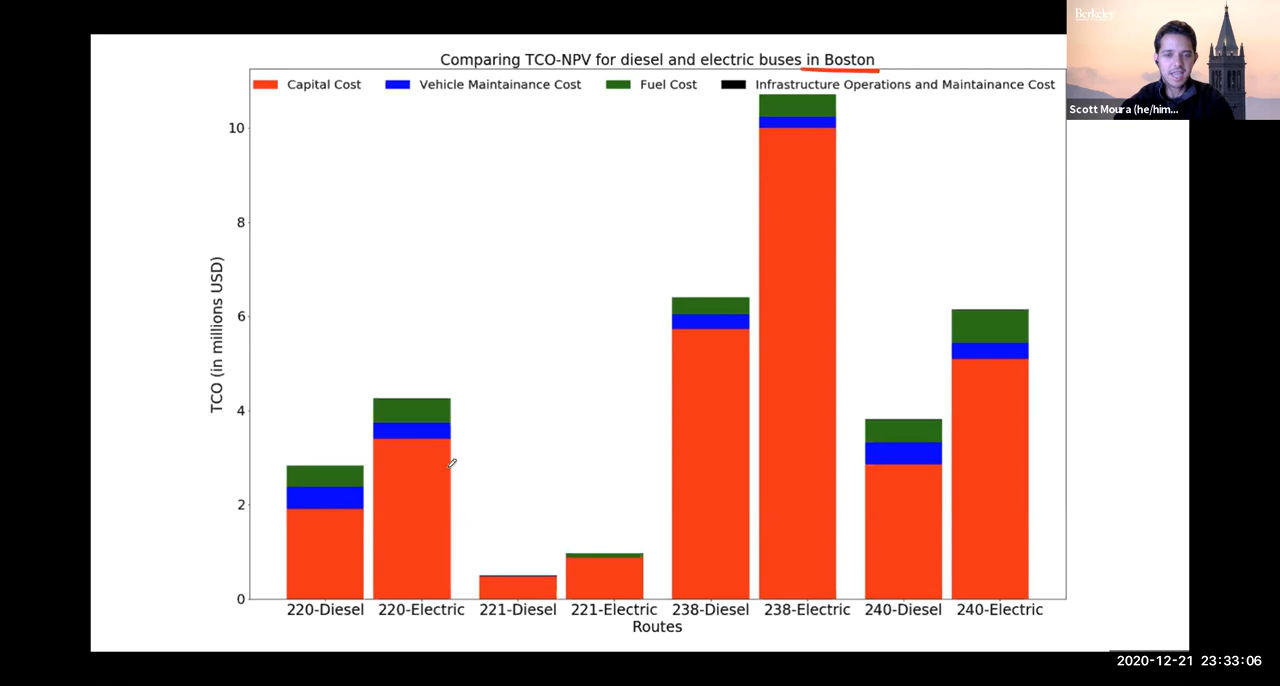 Berkeley
Scott Moura (he/him...
Comparing TCO-NPV for diesel and electric buses in Boston
Capital Cost Vehicle Maintainance Cost Fuel Cost Infrastructure Operations and Maintainance Cost
TCO (in millions USD)
10
8
6
4
2
0
220-Diesel 220-Electric 221-Diesel 221-Electric 238-Diesel 238-Electric 240-Diesel 240-Electric
Routes
2020-12-21 23:33:06